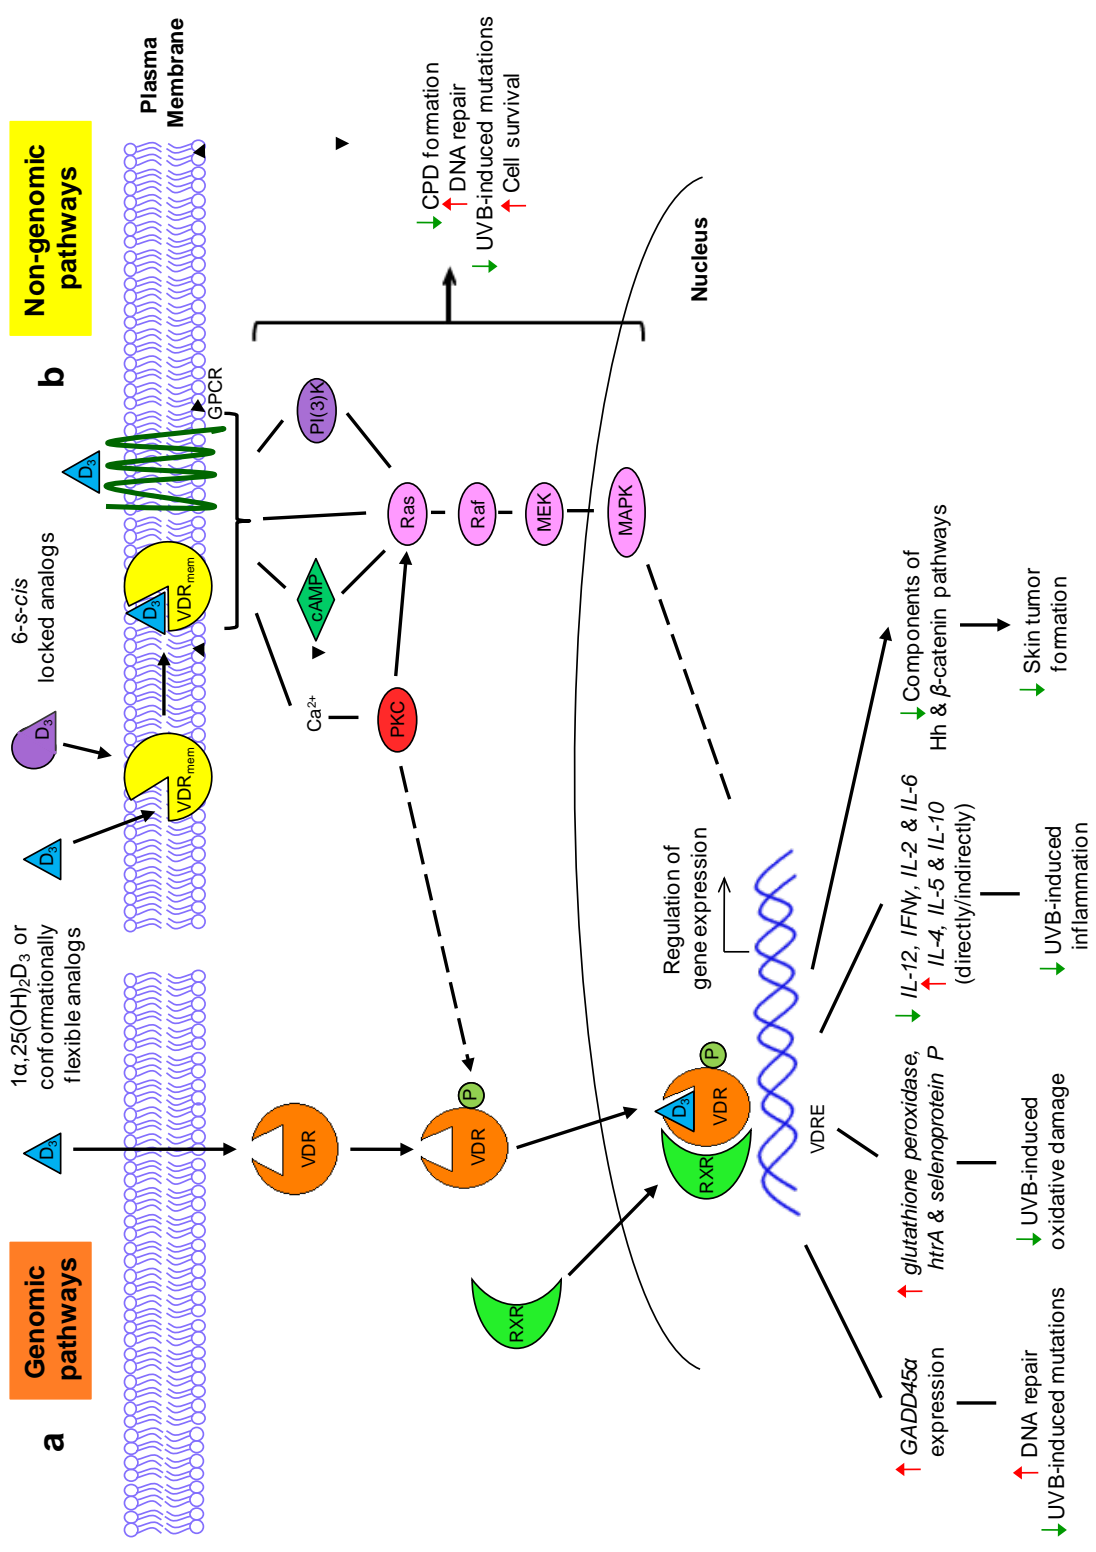 a
Genomic
pathways
b
Non-genomic
pathways
1α,25(OH)₂D₃ or
conformationally
flexible analogs
6-s-cis
locked analogs
D₃
D₃
D₃
D₃
Plasma
Membrane
VDRmem
D₃
VDRmem
GPCR
VDR
Ca²⁺
cAMP
PI(3)K
PKC
Ras
Raf
MEK
MAPK
CPD formation
DNA repair
UVB-induced mutations
Cell survival
VDR
P
RXR
Nucleus
RXR
D₃
VDR
P
Regulation of
gene expression
VDRE
GADD45α
expression
DNA repair
UVB-induced mutations
glutathione peroxidase,
htrA & selenoprotein P
UVB-induced
oxidative damage
IL-12, IFNγ, IL-2 & IL-6
IL-4, IL-5 & IL-10
(directly/indirectly)
UVB-induced
inflammation
Components of
Hh & β-catenin pathways
Skin tumor
formation